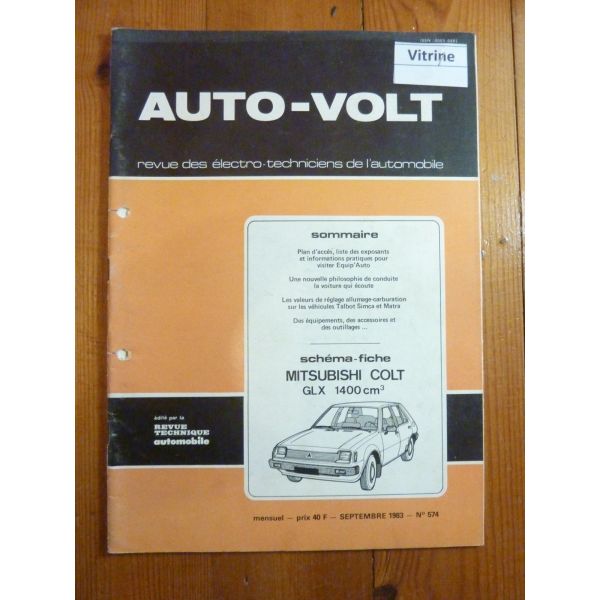 Vitrine
AUTO-VOLT
revue des électro-techniciens de l'automobile
sommaire
Plan d'accés, liste des exposants
et informations pratiques pour
visiter Equip'Auto
Une nouvelle philosophie de conduite
la voiture qui écoute
Les valeurs de réglage allumage-carburation
sur les véhicules Talbot Simca et Matra
Des équipements, des accessoires et
des outillages ...
schéma-fiche
MITSUBISHI COLT
GLX 1400 cm³
édité par la
REVUE
TECHNIQUE
automobile
mensuel — prix 40 F — SEPTEMBRE 1983 — N° 574